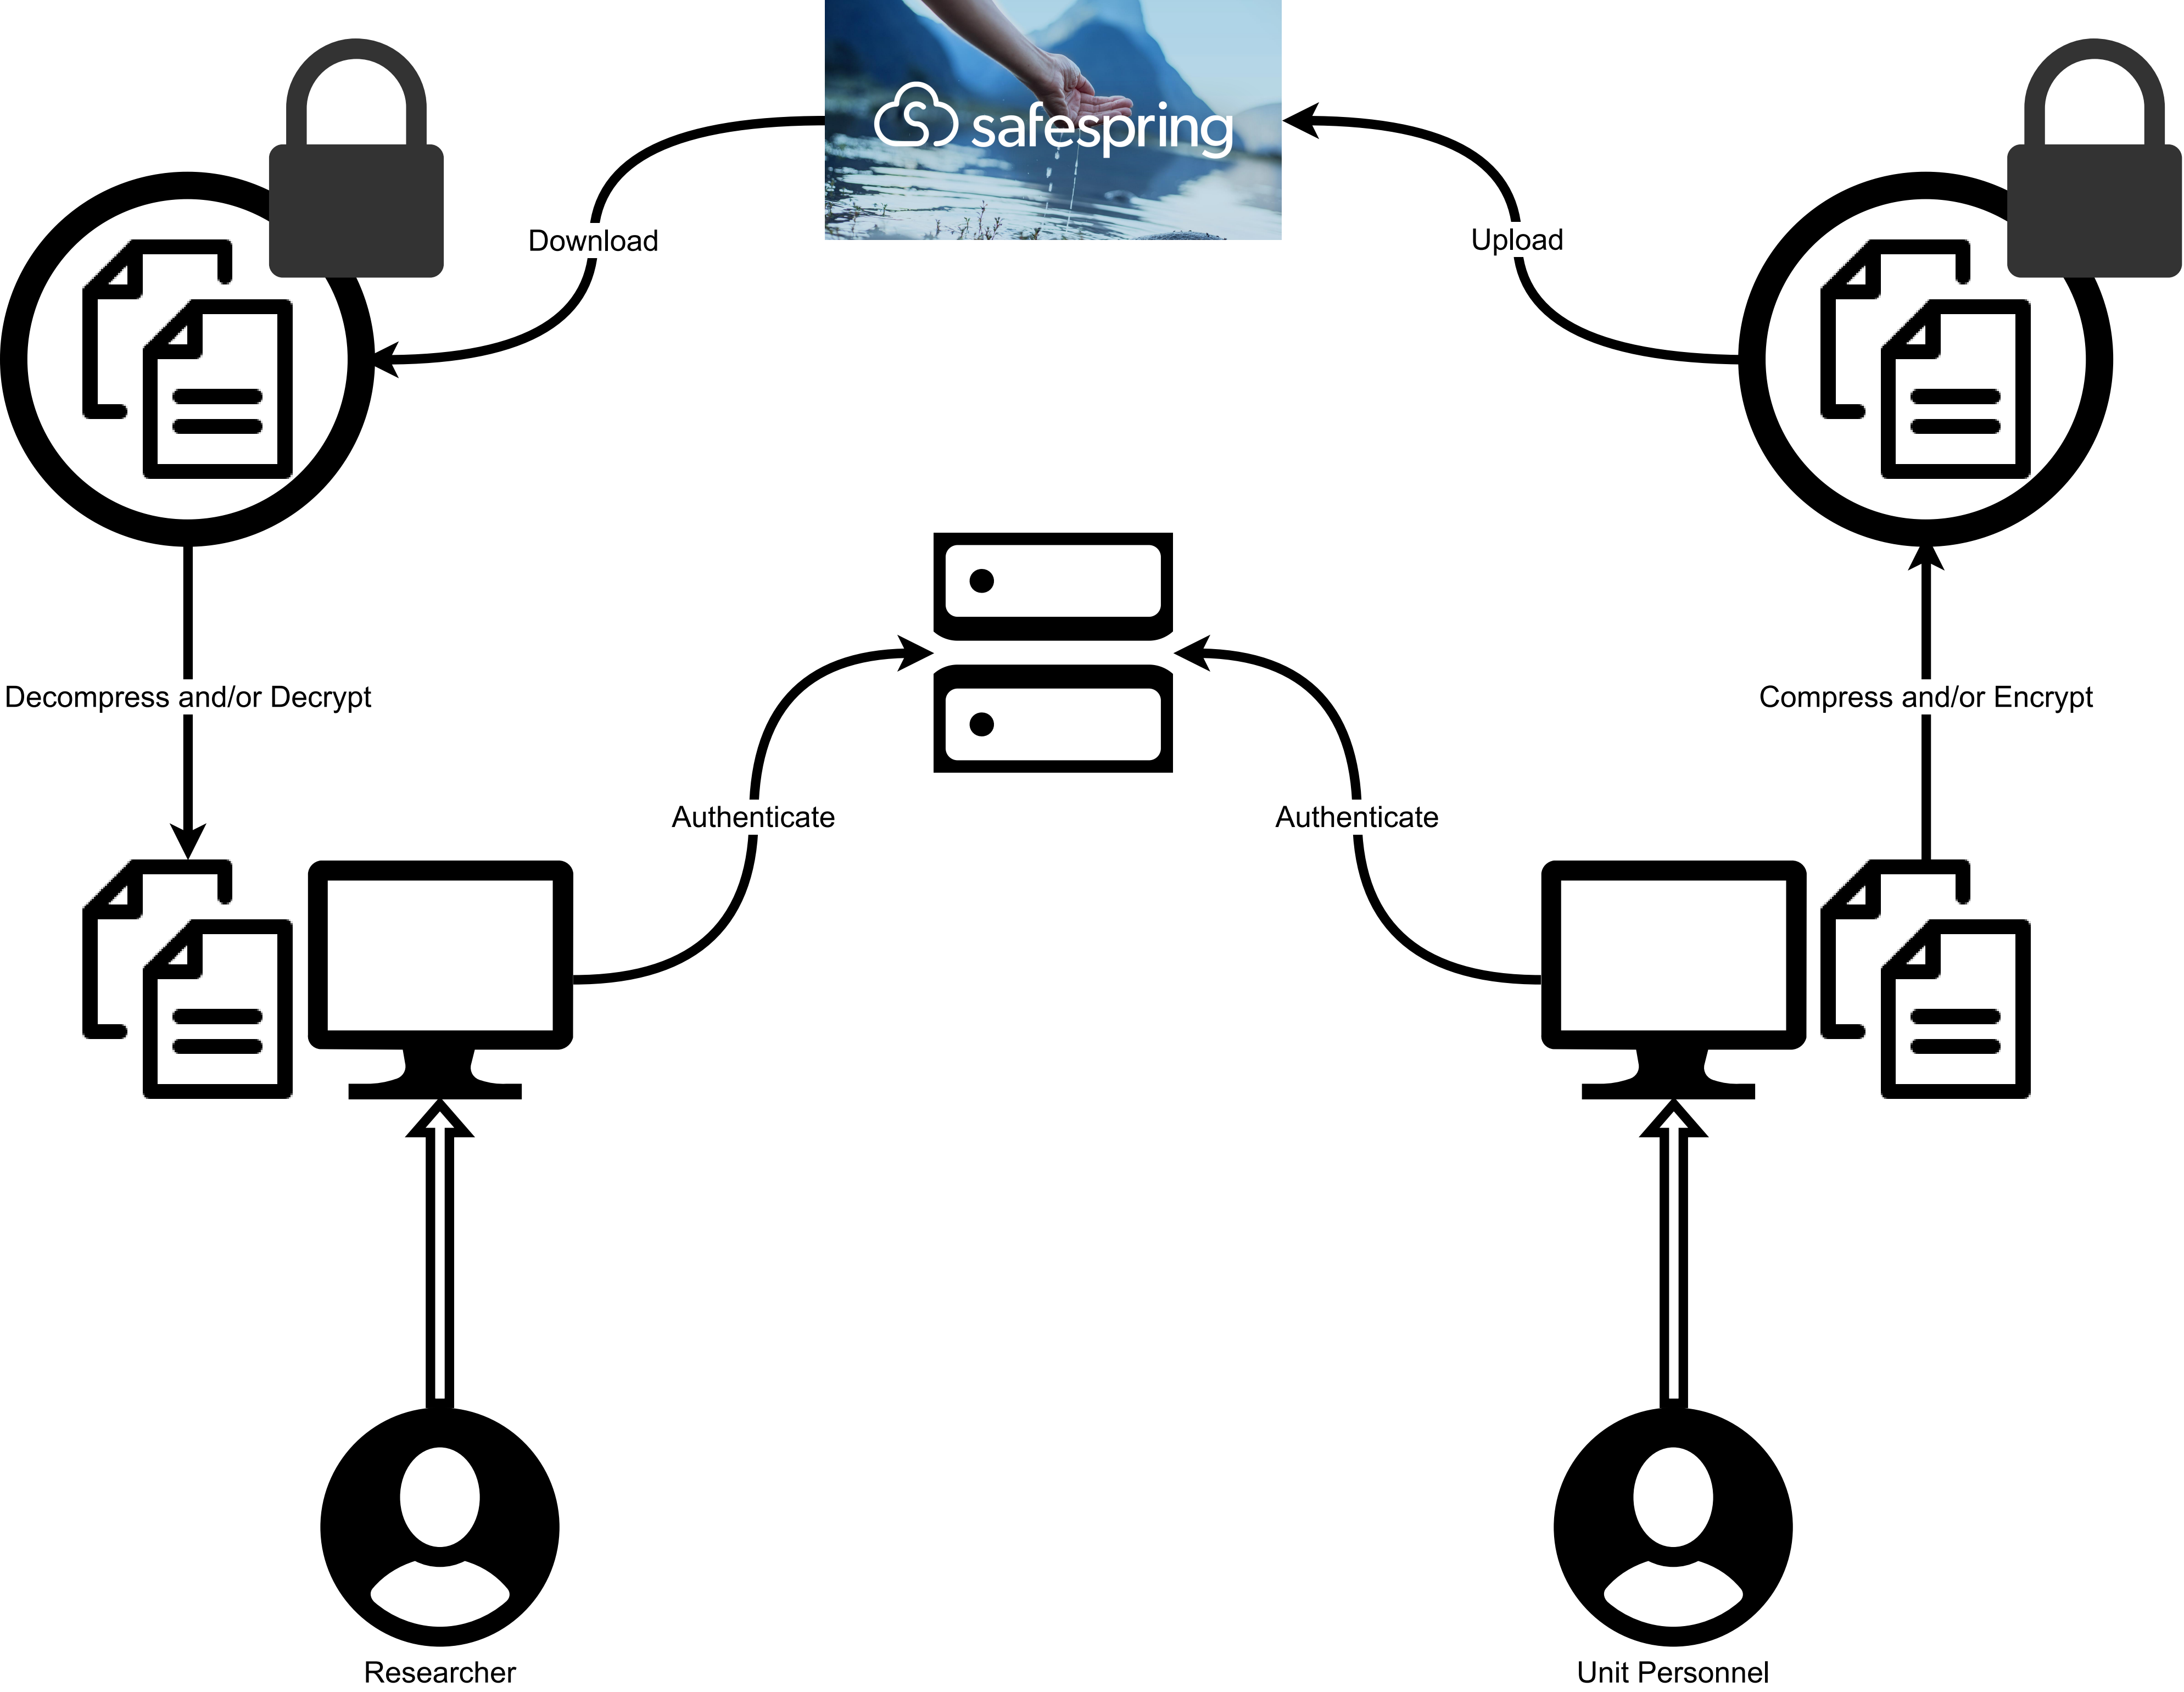 safespring
Download
Upload
Decompress and/or Decrypt
Compress and/or Encrypt
Authenticate
Authenticate
Researcher
Unit Personnel